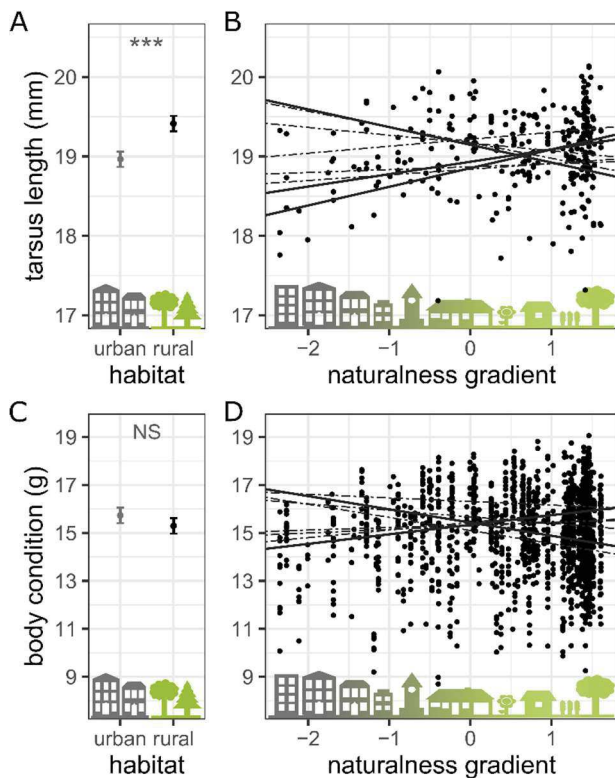 A
***
tarsus length (mm)
20
19
18
17
urban rural
habitat
B
20
19
18
17
−2 −1 0 1
naturalness gradient
C
NS
body condition (g)
19
17
15
13
11
9
urban rural
habitat
D
19
17
15
13
11
9
−2 −1 0 1
naturalness gradient